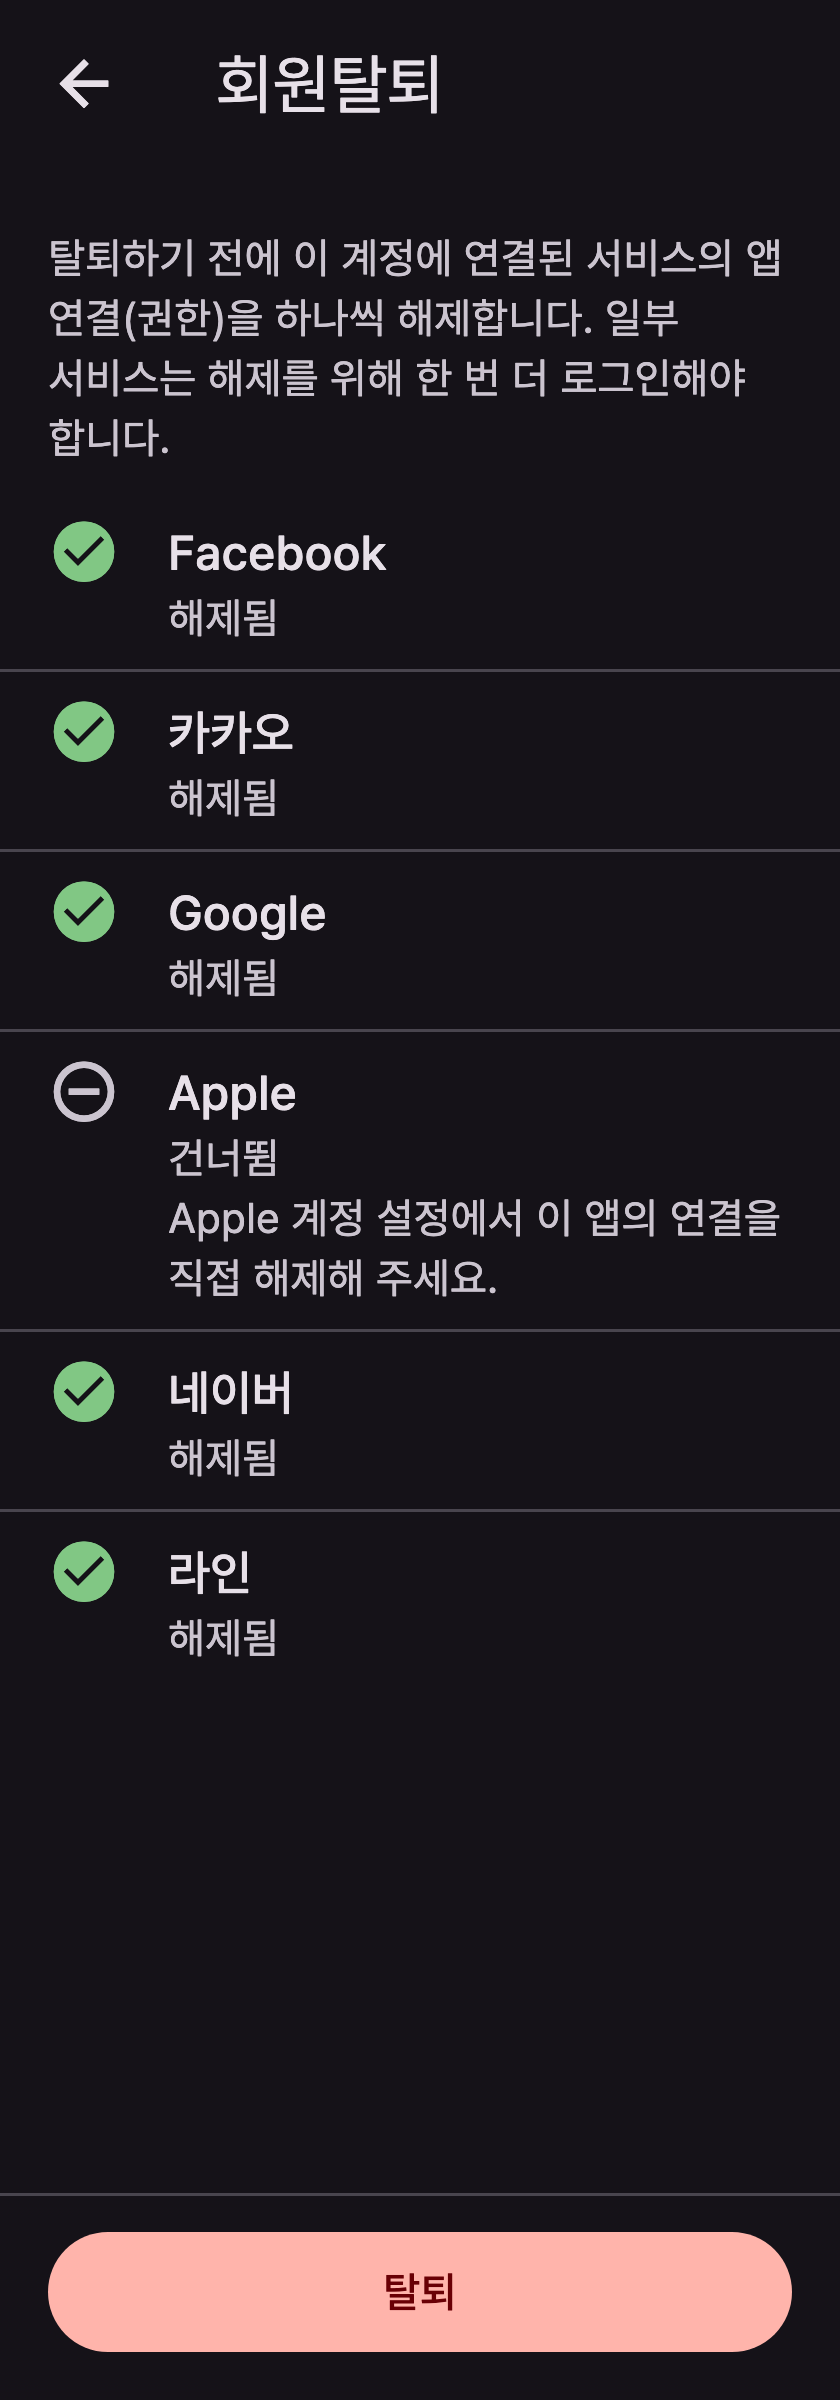 회원탈퇴
탈퇴하기 전에 이 계정에 연결된 서비스의 앱
연결(권한)을 하나씩 해제합니다. 일부
서비스는 해제를 위해 한 번 더 로그인해야
합니다.
Facebook
해제됨
카카오
해제됨
Google
해제됨
Apple
건너뜀
Apple 계정 설정에서 이 앱의 연결을
직접 해제해 주세요.
네이버
해제됨
라인
해제됨
탈퇴